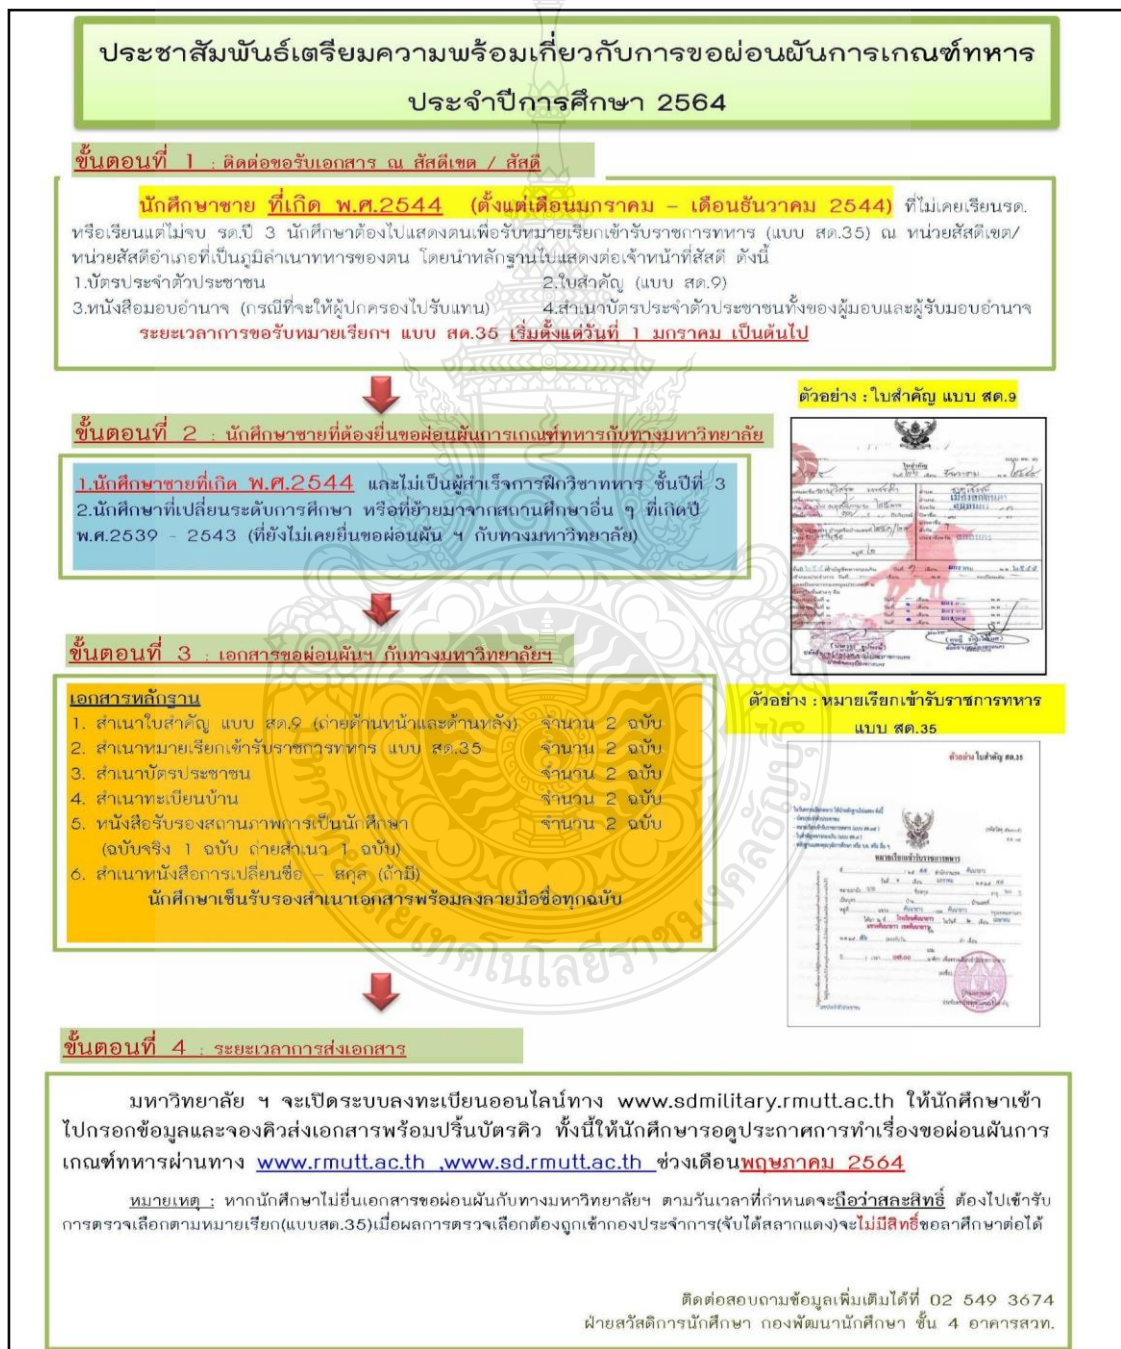 ประชาสัมพันธ์เตรียมความพร้อมเกี่ยวกับการขอผ่อนผันการเกณฑ์ทหาร
ประจำปีการศึกษา 2564
ขั้นตอนที่ 1 : ติดต่อขอรับเอกสาร ณ สัสดีเขต / สัสดี
นักศึกษาชาย ที่เกิด พ.ศ.2544 (ตั้งแต่เดือนมกราคม – เดือนธันวาคม 2544) ที่ไม่เคยเรียนรด.
หรือเรียนแต่ไม่จบ รด.ปี 3 นักศึกษาต้องไปแสดงตนเพื่อรับหมายเรียกเข้ารับราชการทหาร (แบบ สด.35) ณ หน่วยสัสดีเขต/
หน่วยสัสดีอำเภอที่เป็นภูมิลำเนาทหารของตน โดยนำหลักฐานไปแสดงต่อเจ้าหน้าที่สัสดี ดังนี้
1.บัตรประจำตัวประชาชน 2.ใบสำคัญ (แบบ สด.9)
3.หนังสือมอบอำนาจ (กรณีที่จะให้ผู้ปกครองไปรับแทน) 4.สำเนาบัตรประจำตัวประชาชนทั้งของผู้มอบและผู้รับมอบอำนาจ
ระยะเวลาการขอรับหมายเรียกฯ แบบ สด.35 เริ่มตั้งแต่วันที่ 1 มกราคม เป็นต้นไป
ขั้นตอนที่ 2 : นักศึกษาชายที่ต้องยื่นขอผ่อนผันการเกณฑ์ทหารกับทางมหาวิทยาลัย
1.นักศึกษาชายที่เกิด พ.ศ.2544 และไม่เป็นผู้สำเร็จการฝึกวิชาทหาร ชั้นปีที่ 3
2.นักศึกษาที่เปลี่ยนระดับการศึกษา หรือที่ย้ายมาจากสถานศึกษาอื่น ๆ ที่เกิดปี
พ.ศ.2539 - 2543 (ที่ยังไม่เคยยื่นขอผ่อนผัน ฯ กับทางมหาวิทยาลัย)
ตัวอย่าง : ใบสำคัญ แบบ สด.9
ใบสำคัญ
ขั้นตอนที่ 3 : เอกสารขอผ่อนผันฯ กับทางมหาวิทยาลัยฯ
เอกสารหลักฐาน
1. สำเนาใบสำคัญ แบบ สด.9 (ถ่ายด้านหน้าและด้านหลัง) จำนวน 2 ฉบับ
2. สำเนาหมายเรียกเข้ารับราชการทหาร แบบ สด.35 จำนวน 2 ฉบับ
3. สำเนาบัตรประชาชน จำนวน 2 ฉบับ
4. สำเนาทะเบียนบ้าน จำนวน 2 ฉบับ
5. หนังสือรับรองสถานภาพการเป็นนักศึกษา จำนวน 2 ฉบับ
(ฉบับจริง 1 ฉบับ ถ่ายสำเนา 1 ฉบับ)
6. สำเนาหนังสือการเปลี่ยนชื่อ – สกุล (ถ้ามี)
นักศึกษาเซ็นรับรองสำเนาเอกสารพร้อมลงลายมือชื่อทุกฉบับ
ตัวอย่าง : หมายเรียกเข้ารับราชการทหาร
แบบ สด.35
ตัวอย่าง ใบสำคัญ สด.35
หมายเรียกเข้ารับราชการทหาร
ขั้นตอนที่ 4 : ระยะเวลาการส่งเอกสาร
มหาวิทยาลัย ฯ จะเปิดระบบลงทะเบียนออนไลน์ทาง www.sdmilitary.rmutt.ac.th ให้นักศึกษาเข้า
ไปกรอกข้อมูลและจองคิวส่งเอกสารพร้อมปริ้นบัตรคิว ทั้งนี้ให้นักศึกษารอดูประกาศการทำเรื่องขอผ่อนผันการ
เกณฑ์ทหารผ่านทาง www.rmutt.ac.th ,www.sd.rmutt.ac.th ช่วงเดือนพฤษภาคม 2564
หมายเหตุ : หากนักศึกษาไม่ยื่นเอกสารขอผ่อนผันกับทางมหาวิทยาลัยฯ ตามวันเวลาที่กำหนดจะถือว่าสละสิทธิ์ ต้องไปเข้ารับ
การตรวจเลือกตามหมายเรียก(แบบสด.35)เมื่อผลการตรวจเลือกต้องถูกเข้ากองประจำการ(จับได้สลากแดง)จะไม่มีสิทธิ์ขอลาศึกษาต่อได้
ติดต่อสอบถามข้อมูลเพิ่มเติมได้ที่ 02 549 3674
ฝ่ายสวัสดิการนักศึกษา กองพัฒนานักศึกษา ชั้น 4 อาคารสวท.